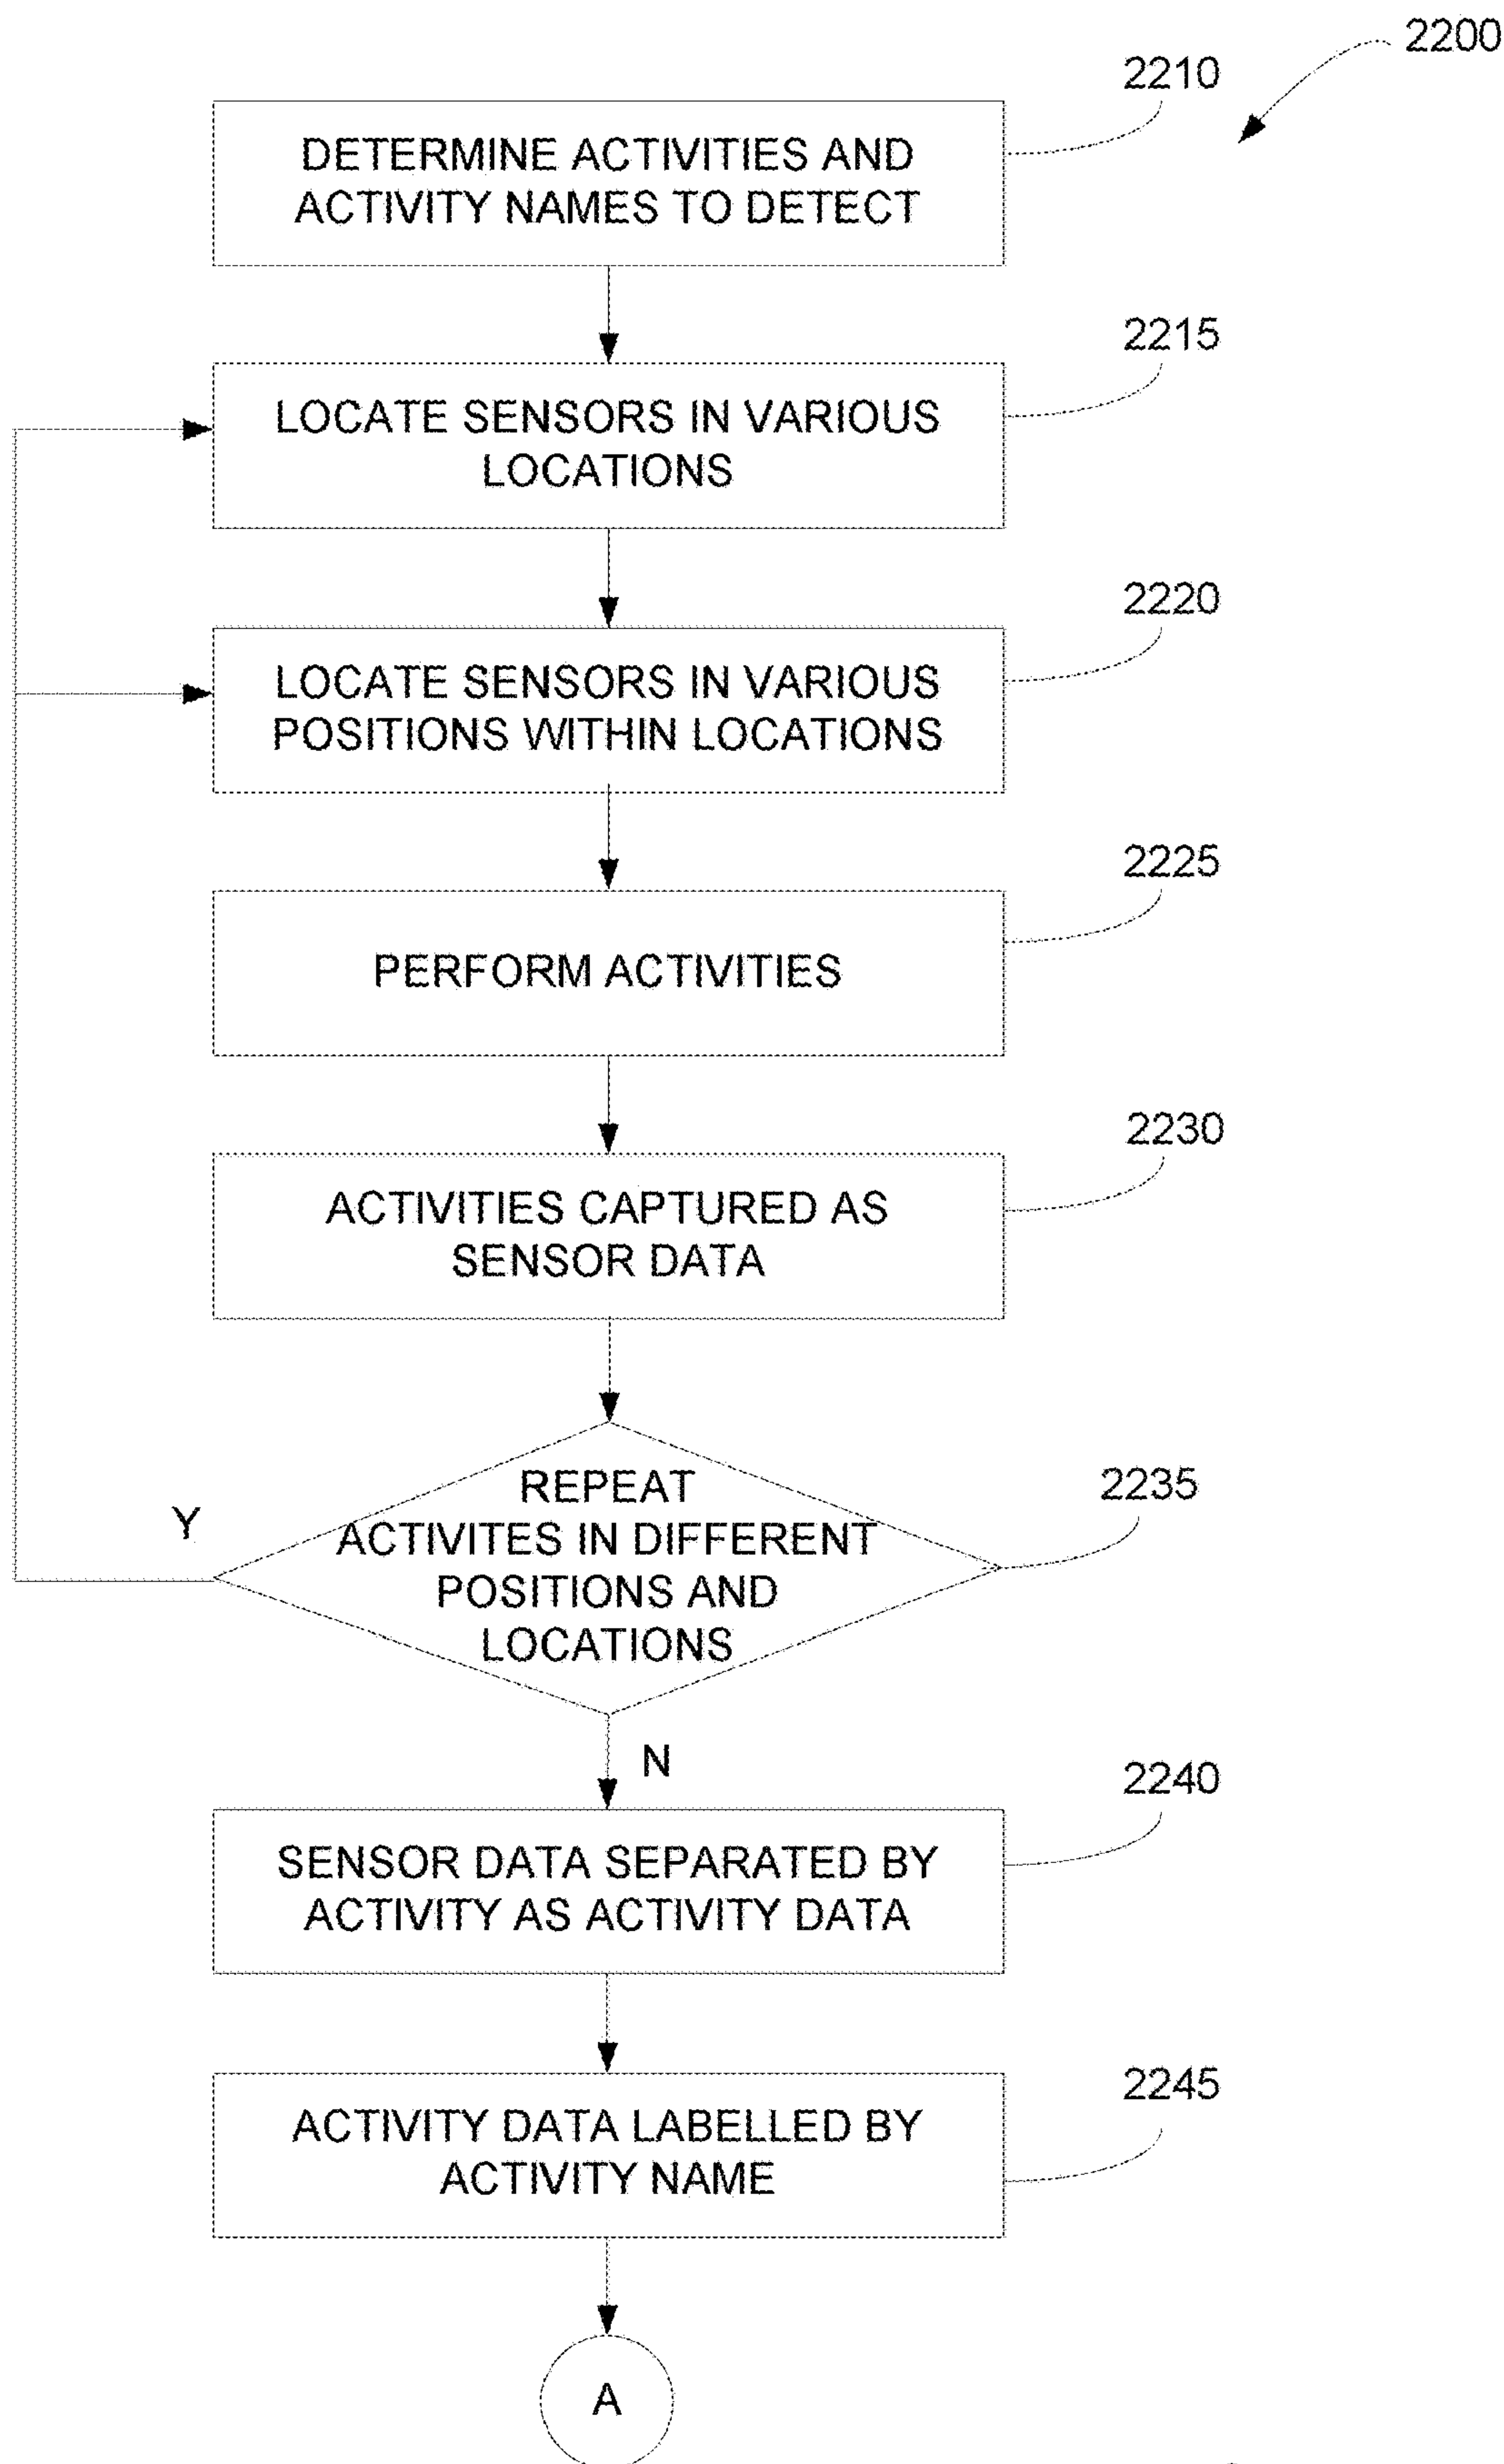 2200
2210
DETERMINE ACTIVITIES AND
ACTIVITY NAMES TO DETECT
2215
LOCATE SENSORS IN VARIOUS
LOCATIONS
2220
LOCATE SENSORS IN VARIOUS
POSITIONS WITHIN LOCATIONS
2225
PERFORM ACTIVITIES
2230
ACTIVITIES CAPTURED AS
SENSOR DATA
2235
REPEAT
ACTIVITES IN DIFFERENT
POSITIONS AND
LOCATIONS
Y
N
2240
SENSOR DATA SEPARATED BY
ACTIVITY AS ACTIVITY DATA
2245
ACTIVITY DATA LABELLED BY
ACTIVITY NAME
A